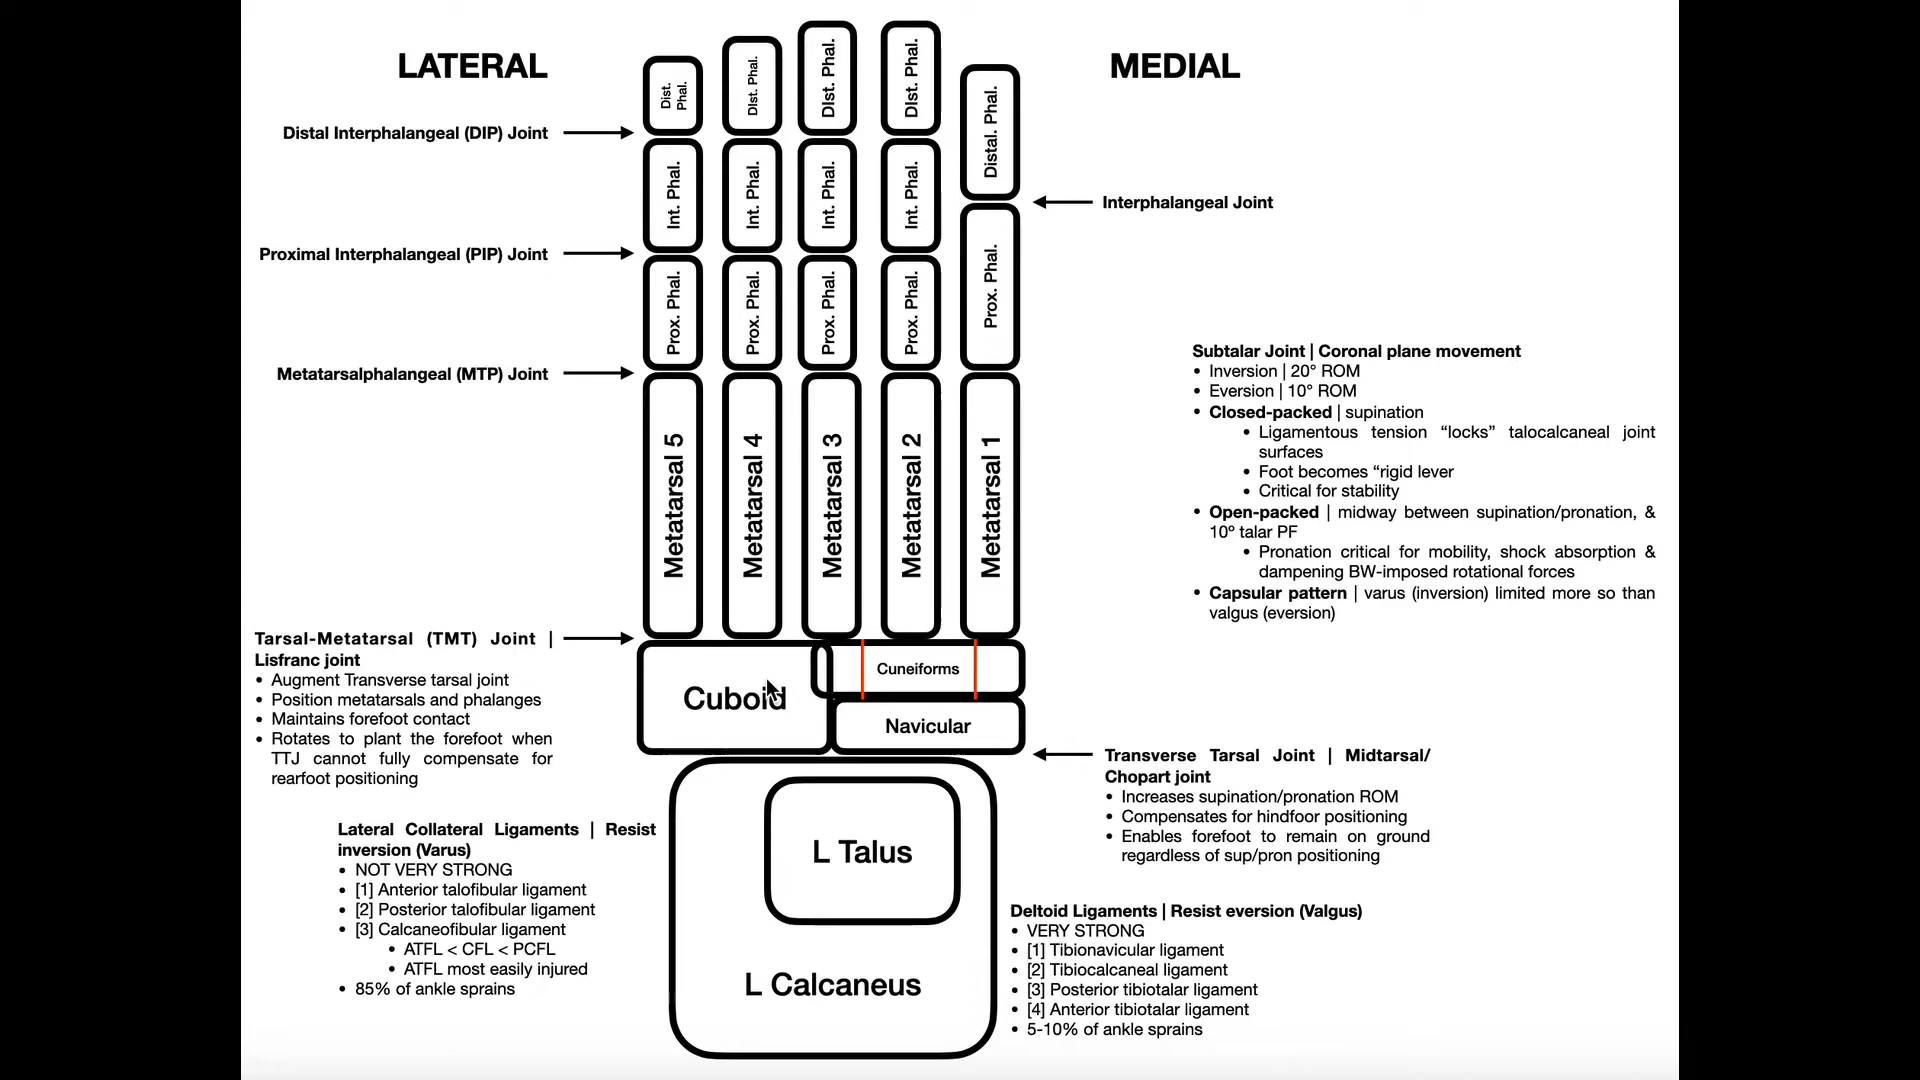 LATERAL
MEDIAL
Dist.
Phal.
DIst. Phal.
DIst. Phal.
DIst. Phal.
Distal. Phal.
Distal Interphalangeal (DIP) Joint
Int. Phal.
Int. Phal.
Int. Phal.
Int. Phal.
Interphalangeal Joint
Proximal Interphalangeal (PIP) Joint
Prox. Phal.
Prox. Phal.
Prox. Phal.
Prox. Phal.
Prox. Phal.
Metatarsalphalangeal (MTP) Joint
Metatarsal 5
Metatarsal 4
Metatarsal 3
Metatarsal 2
Metatarsal 1
Subtalar Joint | Coronal plane movement
• Inversion | 20° ROM
• Eversion | 10° ROM
• Closed-packed | supination
• Ligamentous tension “locks” talocalcaneal joint
surfaces
• Foot becomes “rigid lever
• Critical for stability
• Open-packed | midway between supination/pronation, &
10º talar PF
• Pronation critical for mobility, shock absorption &
dampening BW-imposed rotational forces
• Capsular pattern | varus (inversion) limited more so than
valgus (eversion)
Tarsal-Metatarsal (TMT) Joint |
Lisfranc joint
• Augment Transverse tarsal joint
• Position metatarsals and phalanges
• Maintains forefoot contact
• Rotates to plant the forefoot when
TTJ cannot fully compensate for
rearfoot positioning
Cuboid
Cuneiforms
Navicular
Transverse Tarsal Joint | Midtarsal/
Chopart joint
• Increases supination/pronation ROM
• Compensates for hindfoor positioning
• Enables forefoot to remain on ground
regardless of sup/pron positioning
Lateral Collateral Ligaments | Resist
inversion (Varus)
• NOT VERY STRONG
• [1] Anterior talofibular ligament
• [2] Posterior talofibular ligament
• [3] Calcaneofibular ligament
• ATFL < CFL < PCFL
• ATFL most easily injured
• 85% of ankle sprains
L Talus
L Calcaneus
Deltoid Ligaments | Resist eversion (Valgus)
• VERY STRONG
• [1] Tibionavicular ligament
• [2] Tibiocalcaneal ligament
• [3] Posterior tibiotalar ligament
• [4] Anterior tibiotalar ligament
• 5-10% of ankle sprains